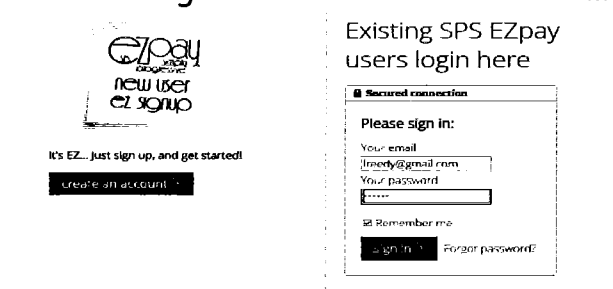 ezpay
new user
ez signup
It's EZ... Just sign up, and get started!
create an account
Existing SPS EZpay
users login here
Secured connection
Please sign in:
Your email
lreedy@gmail.com
Your password
Remember me
Sign In
Forgot password?